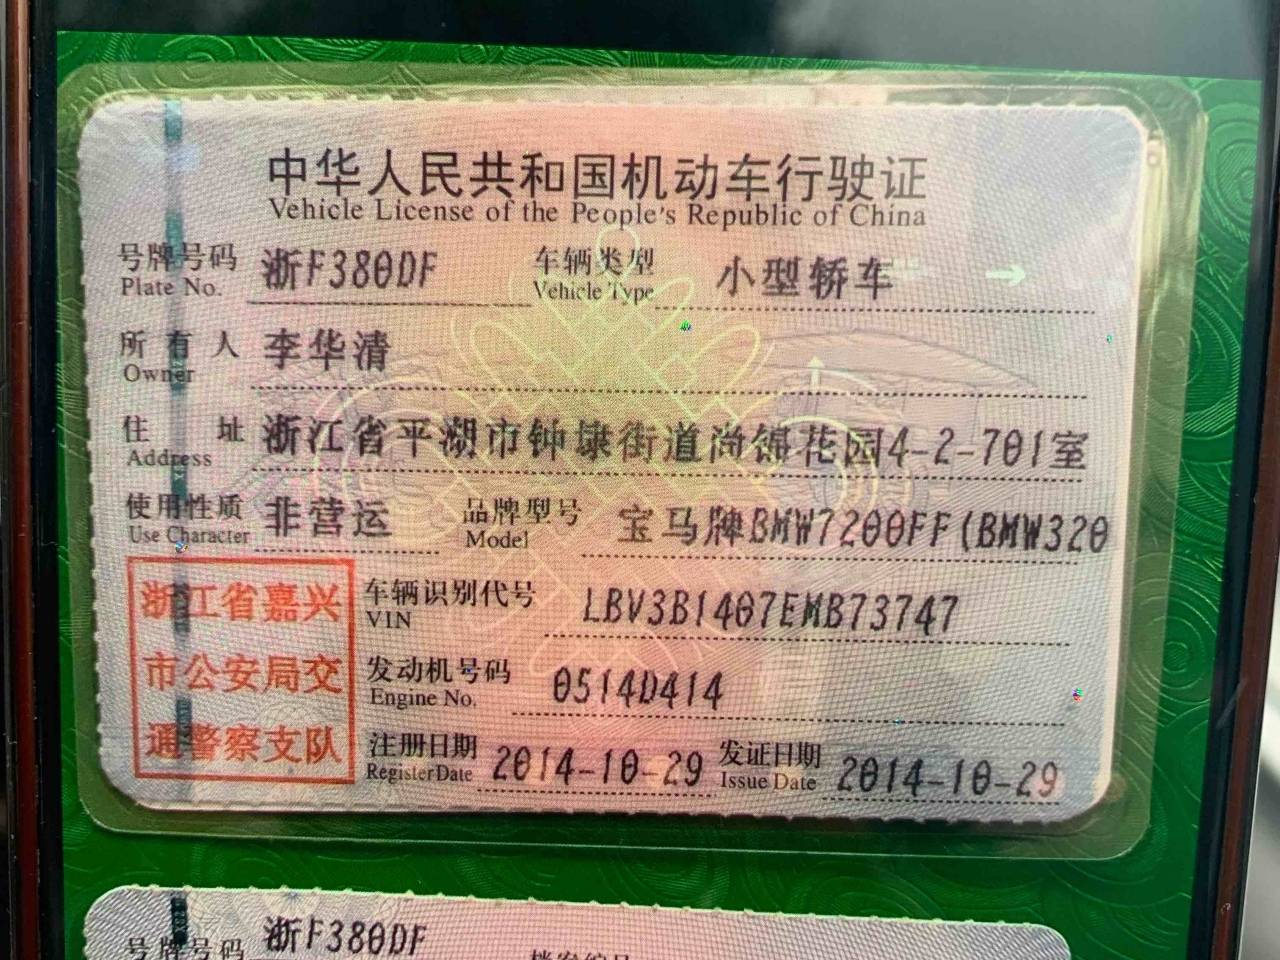 中华人民共和国机动车行驶证
Vehicle License of the People's Republic of China
号牌号码 浙F380DF 车辆类型 小型轿车
Plate No. Vehicle Type
所有人 李华清
Owner
住址 浙江省平湖市钟埭街道尚锦花园4-2-701室
Address
使用性质 非营运 品牌型号 宝马牌BMW7200FF(BMW320
Use Character Model
浙江省嘉兴
市公安局交
通警察支队
车辆识别代号 LBV3B1407EMB73747
VIN
发动机号码 0514D414
Engine No.
注册日期 2014-10-29 发证日期 2014-10-29
Register Date Issue Date
号牌号码 浙F380DF 档案编号